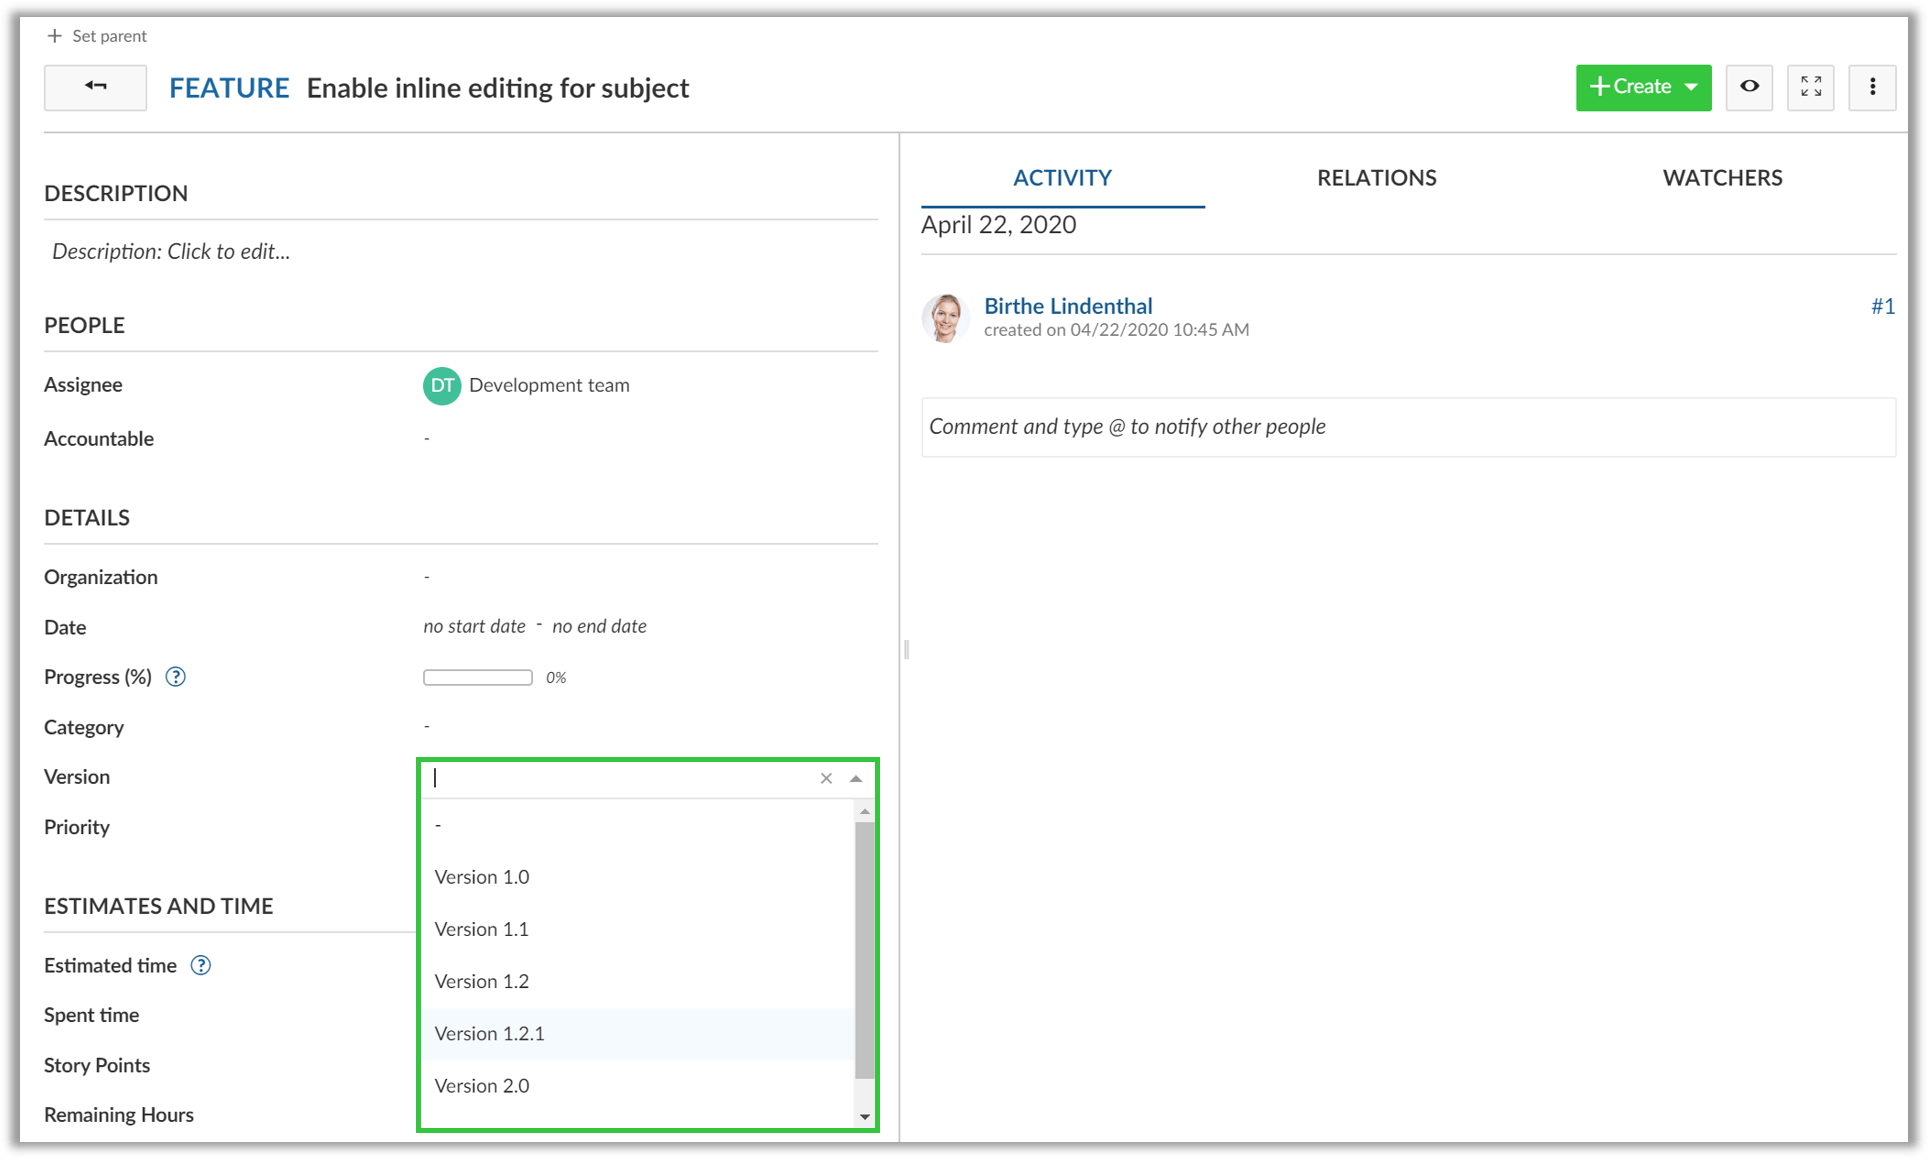 + Set parent
FEATURE Enable inline editing for subject
+Create
DESCRIPTION
Description: Click to edit...
PEOPLE
Assignee DT Development team
Accountable -
DETAILS
Organization -
Date no start date - no end date
Progress (%) ? 0%
Category -
Version
Priority
-
Version 1.0
Version 1.1
Version 1.2
Version 1.2.1
Version 2.0
ESTIMATES AND TIME
Estimated time ?
Spent time
Story Points
Remaining Hours
ACTIVITY RELATIONS WATCHERS
April 22, 2020
Birthe Lindenthal #1
created on 04/22/2020 10:45 AM
Comment and type @ to notify other people